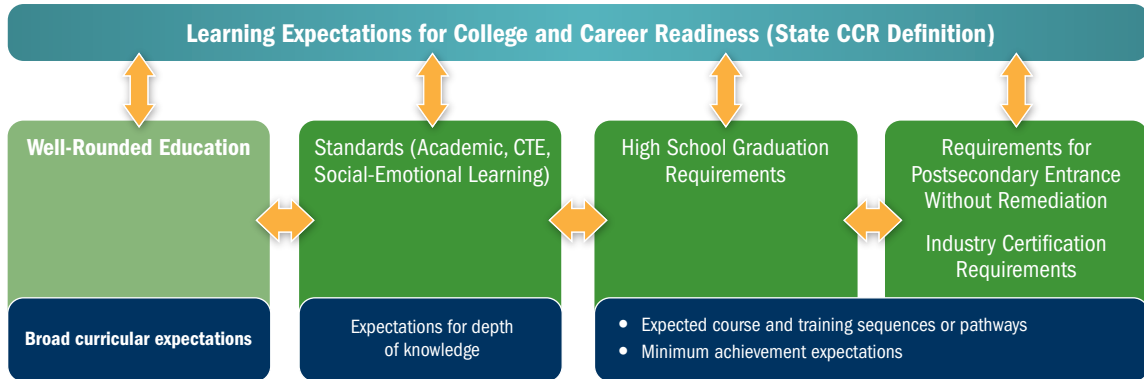 Learning Expectations for College and Career Readiness (State CCR Definition)
Well-Rounded Education
Standards (Academic, CTE,
Social-Emotional Learning)
High School Graduation
Requirements
Requirements for
Postsecondary Entrance
Without Remediation
Industry Certification
Requirements
Broad curricular expectations
Expectations for depth
of knowledge
• Expected course and training sequences or pathways
• Minimum achievement expectations